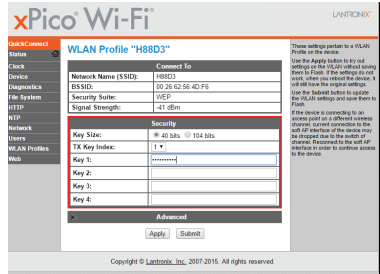 xPico® Wi-Fi®
LANTRONIX®
QuickConnect
Status
Clock
Device
Diagnostics
File System
HTTP
NTP
Network
Users
WLAN Profiles
Web
WLAN Profile "H88D3"
Connect To
Network Name (SSID): H88D3
BSSID: 00:26:62:56:4D:F6
Security Suite: WEP
Signal Strength: -41 dBm
Security
Key Size: 40 bits 104 bits
TX Key Index: 1
Key 1: ••••••••••
Key 2:
Key 3:
Key 4:
Advanced
Apply Submit
These settings pertain to a WLAN
Profile on the device.
Use the Apply button to try out
settings on the WLAN without saving
them to Flash. If the settings do not
work, when you reboot the device, it
will still have the original settings.
Use the Submit button to update
the WLAN settings and save them to
Flash.
If the device is connecting to an
access point on a different wireless
channel, current connection to the
soft AP interface of the device may
be dropped due to the switch of
channel. Reconnect to the soft AP
interface in order to continue access
to the device.
Copyright © Lantronix, Inc. 2007-2015. All rights reserved.